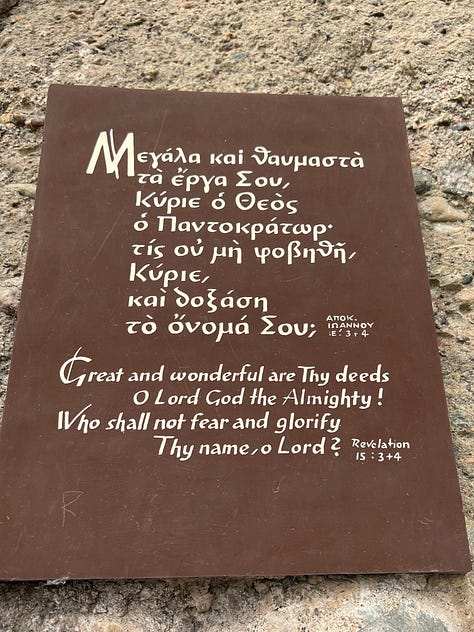 Μεγάλα καὶ θαυμαστὰ
τὰ ἔργα Σου,
Κύριε ὁ Θεὸς
ὁ Παντοκράτωρ·
τίς οὐ μὴ φοβηθῆ,
Κύριε,
καὶ δοξάση
τὸ ὄνομά Σου;
ΑΠΟΚ.
ΙΩΑΝΝΟΥ
ΙΕ΄: 3+4
Great and wonderful are Thy deeds
O Lord God the Almighty!
Who shall not fear and glorify
Thy name, o Lord?
Revelation
15:3+4
R